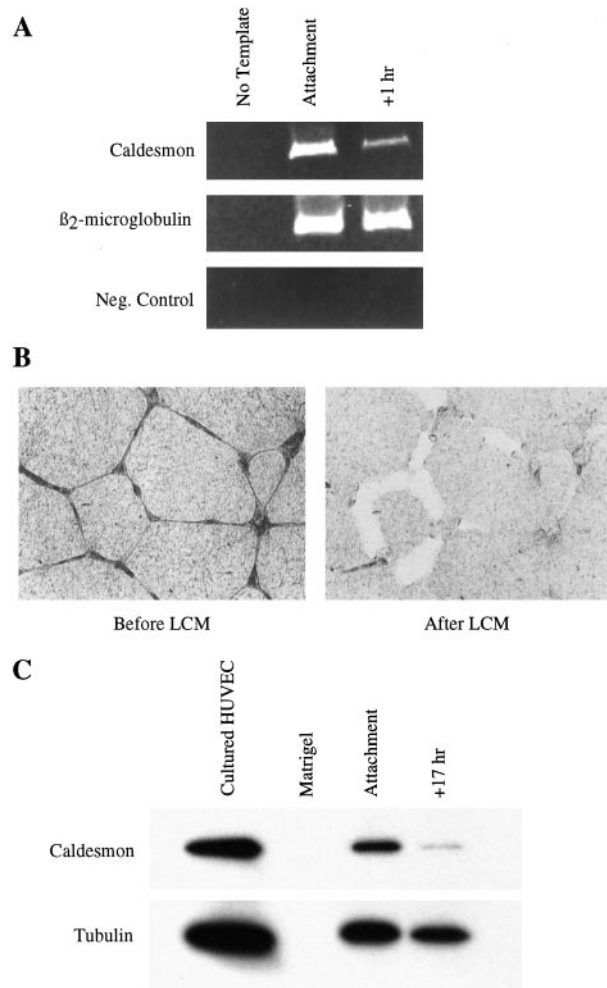 A
No Template
Attachment
+1 hr
Caldesmon
ß2-microglobulin
Neg. Control
B
Before LCM
After LCM
C
Cultured HUVEC
Matrigel
Attachment
+17 hr
Caldesmon
Tubulin